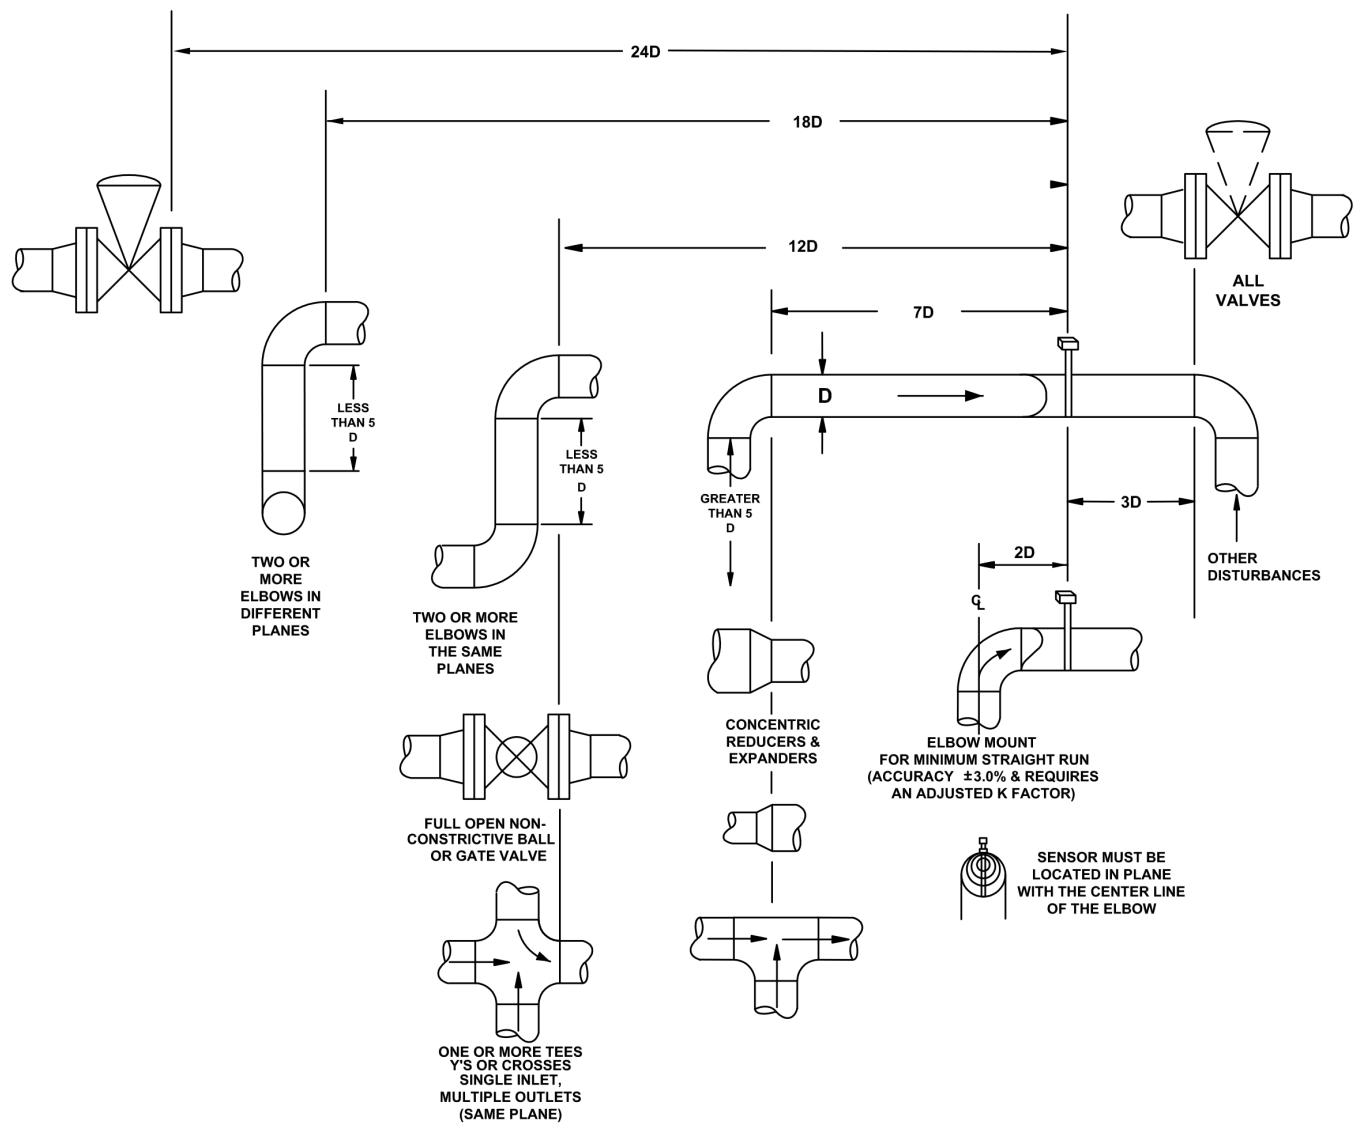 24D
18D
12D
ALL
VALVES
7D
D
LESS
THAN 5
D
LESS
THAN 5
D
GREATER
THAN 5
D
3D
2D
OTHER
DISTURBANCES
TWO OR
MORE
ELBOWS IN
DIFFERENT
PLANES
TWO OR MORE
ELBOWS IN
THE SAME
PLANES
CL
CONCENTRIC
REDUCERS &
EXPANDERS
ELBOW MOUNT
FOR MINIMUM STRAIGHT RUN
(ACCURACY ±3.0% & REQUIRES
AN ADJUSTED K FACTOR)
FULL OPEN NON-
CONSTRICTIVE BALL
OR GATE VALVE
SENSOR MUST BE
LOCATED IN PLANE
WITH THE CENTER LINE
OF THE ELBOW
ONE OR MORE TEES
Y'S OR CROSSES
SINGLE INLET,
MULTIPLE OUTLETS
(SAME PLANE)